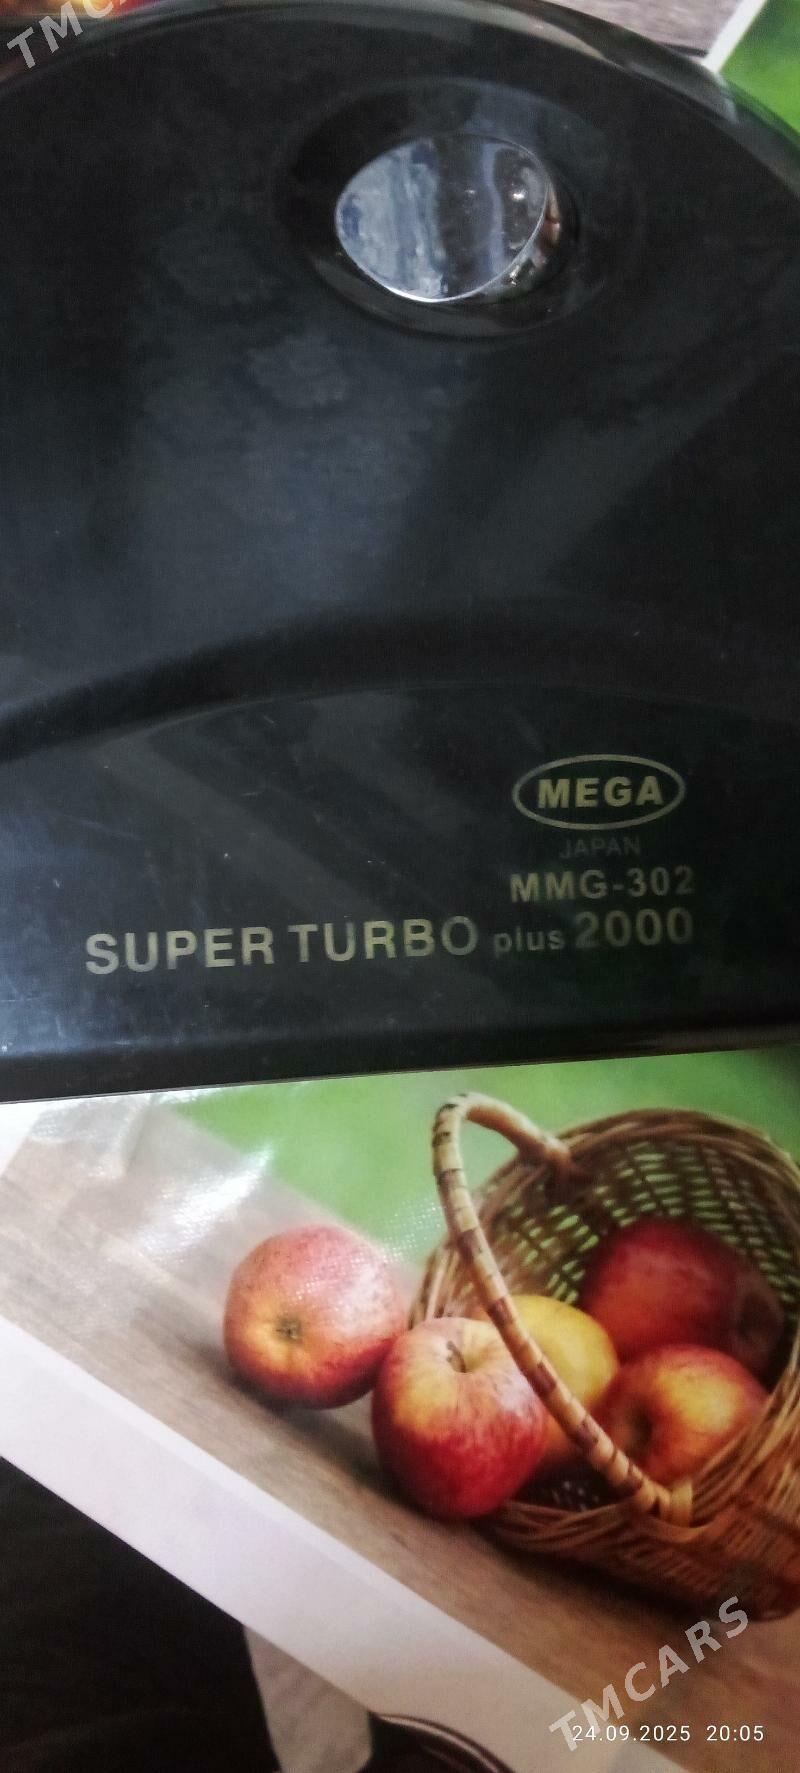 TMCARS
MEGA
JAPAN
MMG-302
SUPER TURBO plus 2000
TMCARS
24.09.2025 20:05